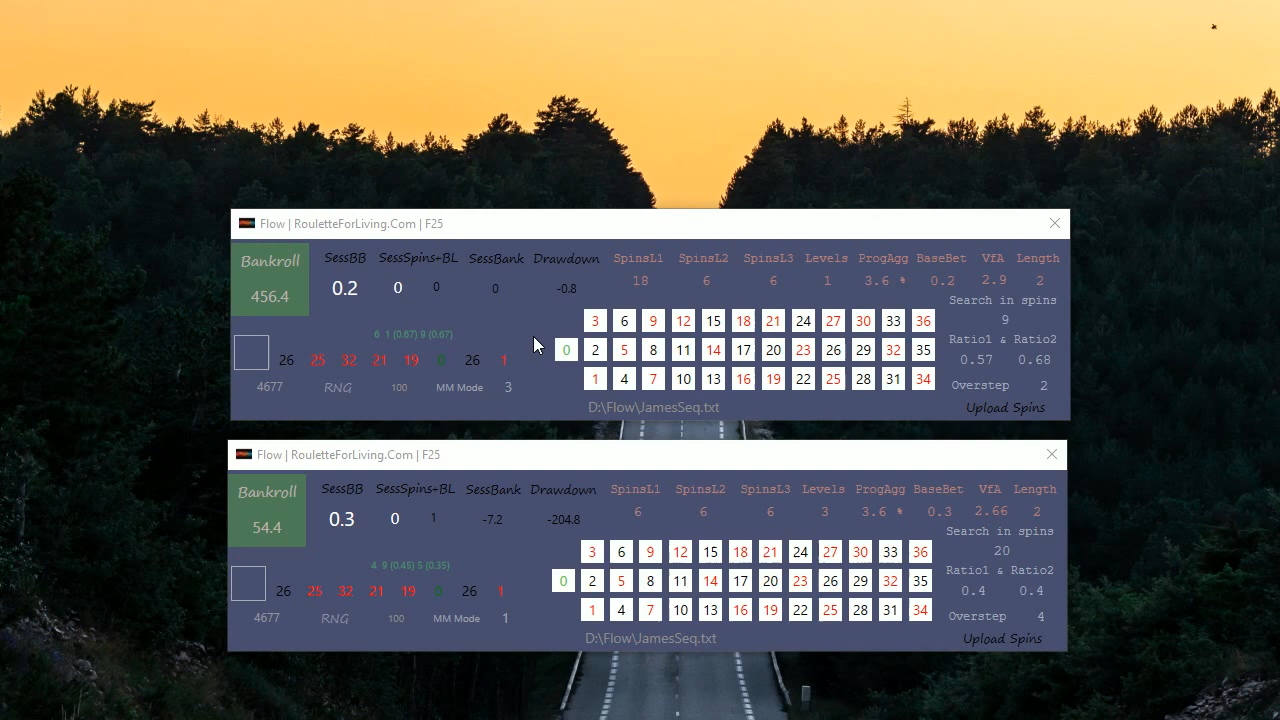 Flow | RouletteForLiving.Com | F25
Bankroll SessBB SessSpins+BL SessBank Drawdown SpinsL1 SpinsL2 SpinsL3 Levels ProgAgg BaseBet VfA Length
456.4 0.2 0 0 0 -0.8 18 6 6 1 3.6 % 0.2 2.9 2
Search in spins
9
3 6 9 12 15 18 21 24 27 30 33 36
6 1 (0.67) 9 (0.67)
Ratio1 & Ratio2
0 2 5 8 11 14 17 20 23 26 29 32 35
26 25 32 21 19 0 26 1
0.57 0.68
1 4 7 10 13 16 19 22 25 28 31 34
4677 RNG 100 MM Mode 3
Overstep 2
D:\Flow\JamesSeq.txt
Upload Spins
Flow | RouletteForLiving.Com | F25
Bankroll SessBB SessSpins+BL SessBank Drawdown SpinsL1 SpinsL2 SpinsL3 Levels ProgAgg BaseBet VfA Length
54.4 0.3 0 1 -7.2 -204.8 6 6 6 3 3.6 % 0.3 2.66 2
Search in spins
20
3 6 9 12 15 18 21 24 27 30 33 36
4 9 (0.45) 5 (0.35)
Ratio1 & Ratio2
0 2 5 8 11 14 17 20 23 26 29 32 35
26 25 32 21 19 0 26 1
0.4 0.4
1 4 7 10 13 16 19 22 25 28 31 34
4677 RNG 100 MM Mode 1
Overstep 4
D:\Flow\JamesSeq.txt
Upload Spins